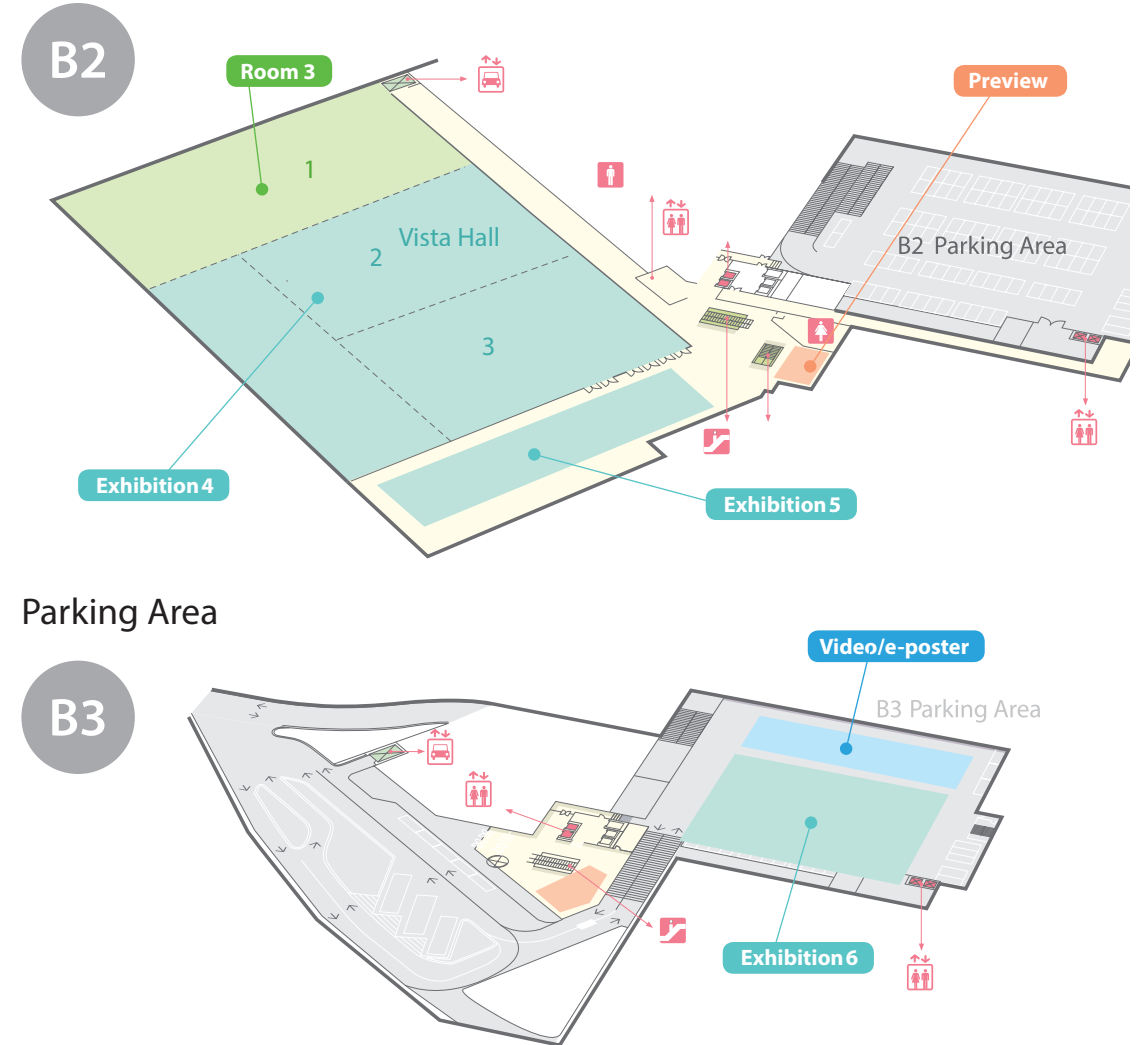 B2
Room 3
Preview
1
Vista Hall
2
B2 Parking Area
3
Exhibition 4
Exhibition 5
Parking Area
Video/e-poster
B3
B3 Parking Area
Exhibition 6